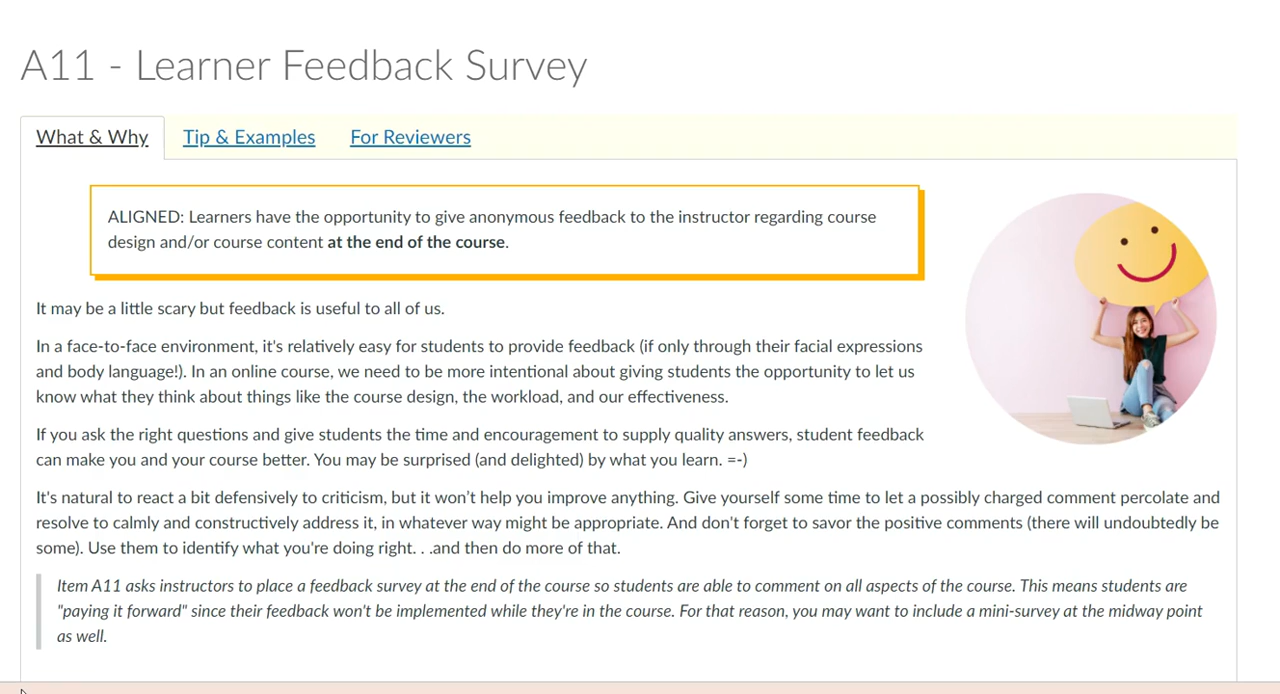 A11 - Learner Feedback Survey
What & Why
Tip & Examples
For Reviewers
ALIGNED: Learners have the opportunity to give anonymous feedback to the instructor regarding course
design and/or course content at the end of the course.
It may be a little scary but feedback is useful to all of us.
In a face-to-face environment, it's relatively easy for students to provide feedback (if only through their facial expressions
and body language!). In an online course, we need to be more intentional about giving students the opportunity to let us
know what they think about things like the course design, the workload, and our effectiveness.
If you ask the right questions and give students the time and encouragement to supply quality answers, student feedback
can make you and your course better. You may be surprised (and delighted) by what you learn. =-)
It's natural to react a bit defensively to criticism, but it won't help you improve anything. Give yourself some time to let a possibly charged comment percolate and
resolve to calmly and constructively address it, in whatever way might be appropriate. And don't forget to savor the positive comments (there will undoubtedly be
some). Use them to identify what you're doing right. . .and then do more of that.
Item A11 asks instructors to place a feedback survey at the end of the course so students are able to comment on all aspects of the course. This means students are
"paying it forward" since their feedback won't be implemented while they're in the course. For that reason, you may want to include a mini-survey at the midway point
as well.